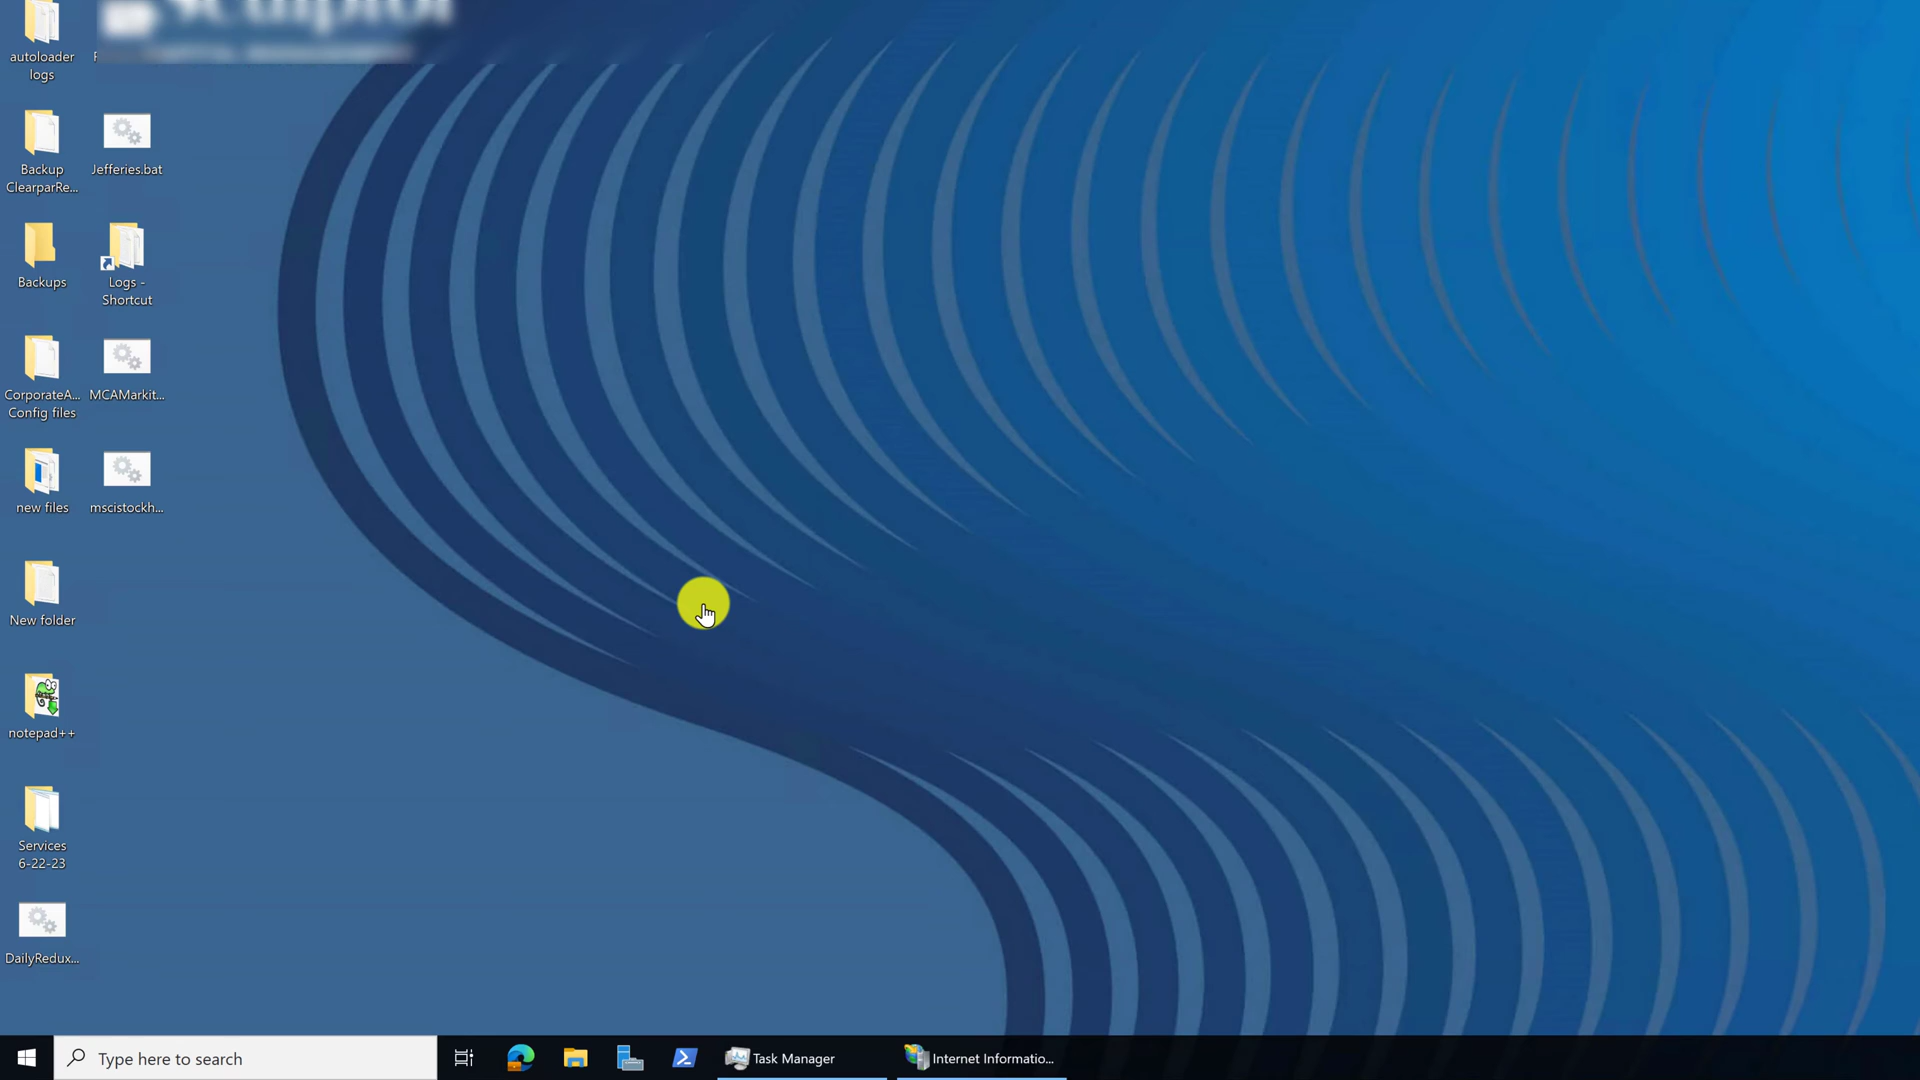 autoloader
logs
Backup
ClearparRe...
Jefferies.bat
Backups
Logs -
Shortcut
CorporateA...
Config files
MCAMarkit...
new files
mscistockh...
New folder
notepad++
Services
6-22-23
DailyRedux...
Type here to search
Task Manager
Internet Informatio...